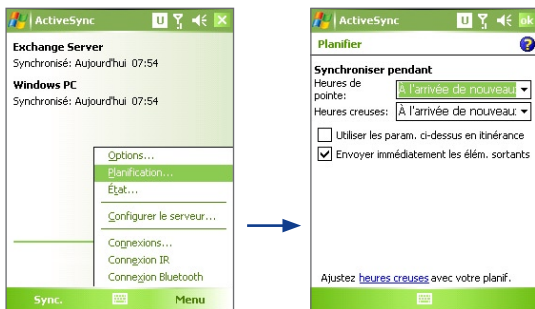 ActiveSync
U
Exchange Server
Synchronisé: Aujourd'hui 07:54
Windows PC
Synchronisé: Aujourd'hui 07:54
Options...
Planification...
État...
Configurer le serveur...
Connexions...
Connexion IR
Connexion Bluetooth
Sync.
Menu
ActiveSync
U
ok
Planifier
?
Synchroniser pendant
Heures de pointe:
À l'arrivée de nouveau
Heures creuses:
À l'arrivée de nouveau
Utiliser les param. ci-dessus en itinérance
Envoyer immédiatement les élém. sortants
Ajustez heures creuses avec votre planif.